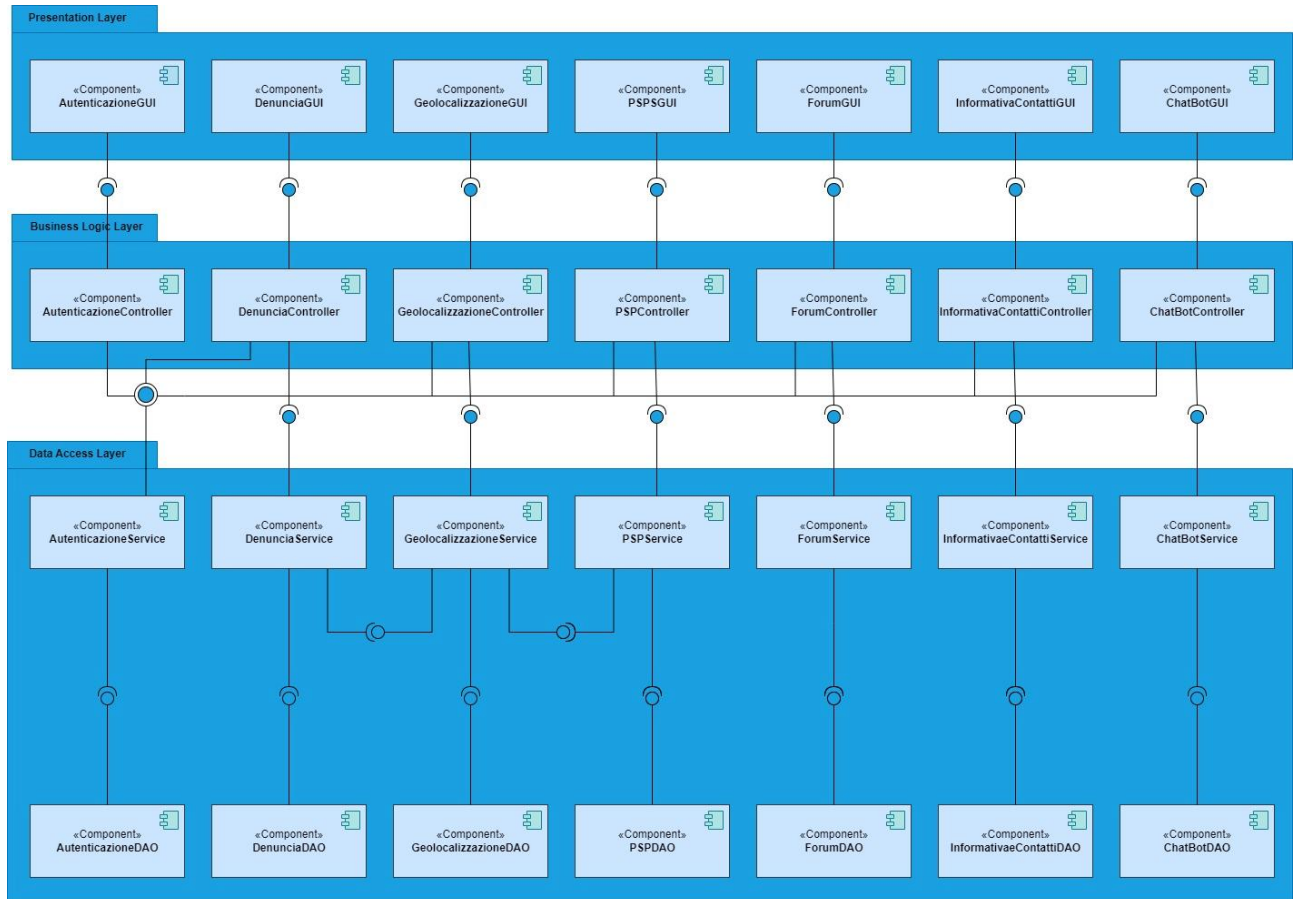 Presentation Layer
«Component»
AutenticazioneGUI
«Component»
DenunciaGUI
«Component»
GeolocalizzazioneGUI
«Component»
PSPSGUI
«Component»
ForumGUI
«Component»
InformativaContattiGUI
«Component»
ChatBotGUI
Business Logic Layer
«Component»
AutenticazioneController
«Component»
DenunciaController
«Component»
GeolocalizzazioneController
«Component»
PSPController
«Component»
ForumController
«Component»
InformativaContattiController
«Component»
ChatBotController
Data Access Layer
«Component»
AutenticazioneService
«Component»
DenunciaService
«Component»
GeolocalizzazioneService
«Component»
PSPService
«Component»
ForumService
«Component»
InformativaeContattiService
«Component»
ChatBotService
«Component»
AutenticazioneDAO
«Component»
DenunciaDAO
«Component»
GeolocalizzazioneDAO
«Component»
PSPDAO
«Component»
ForumDAO
«Component»
InformativaeContattiDAO
«Component»
ChatBotDAO